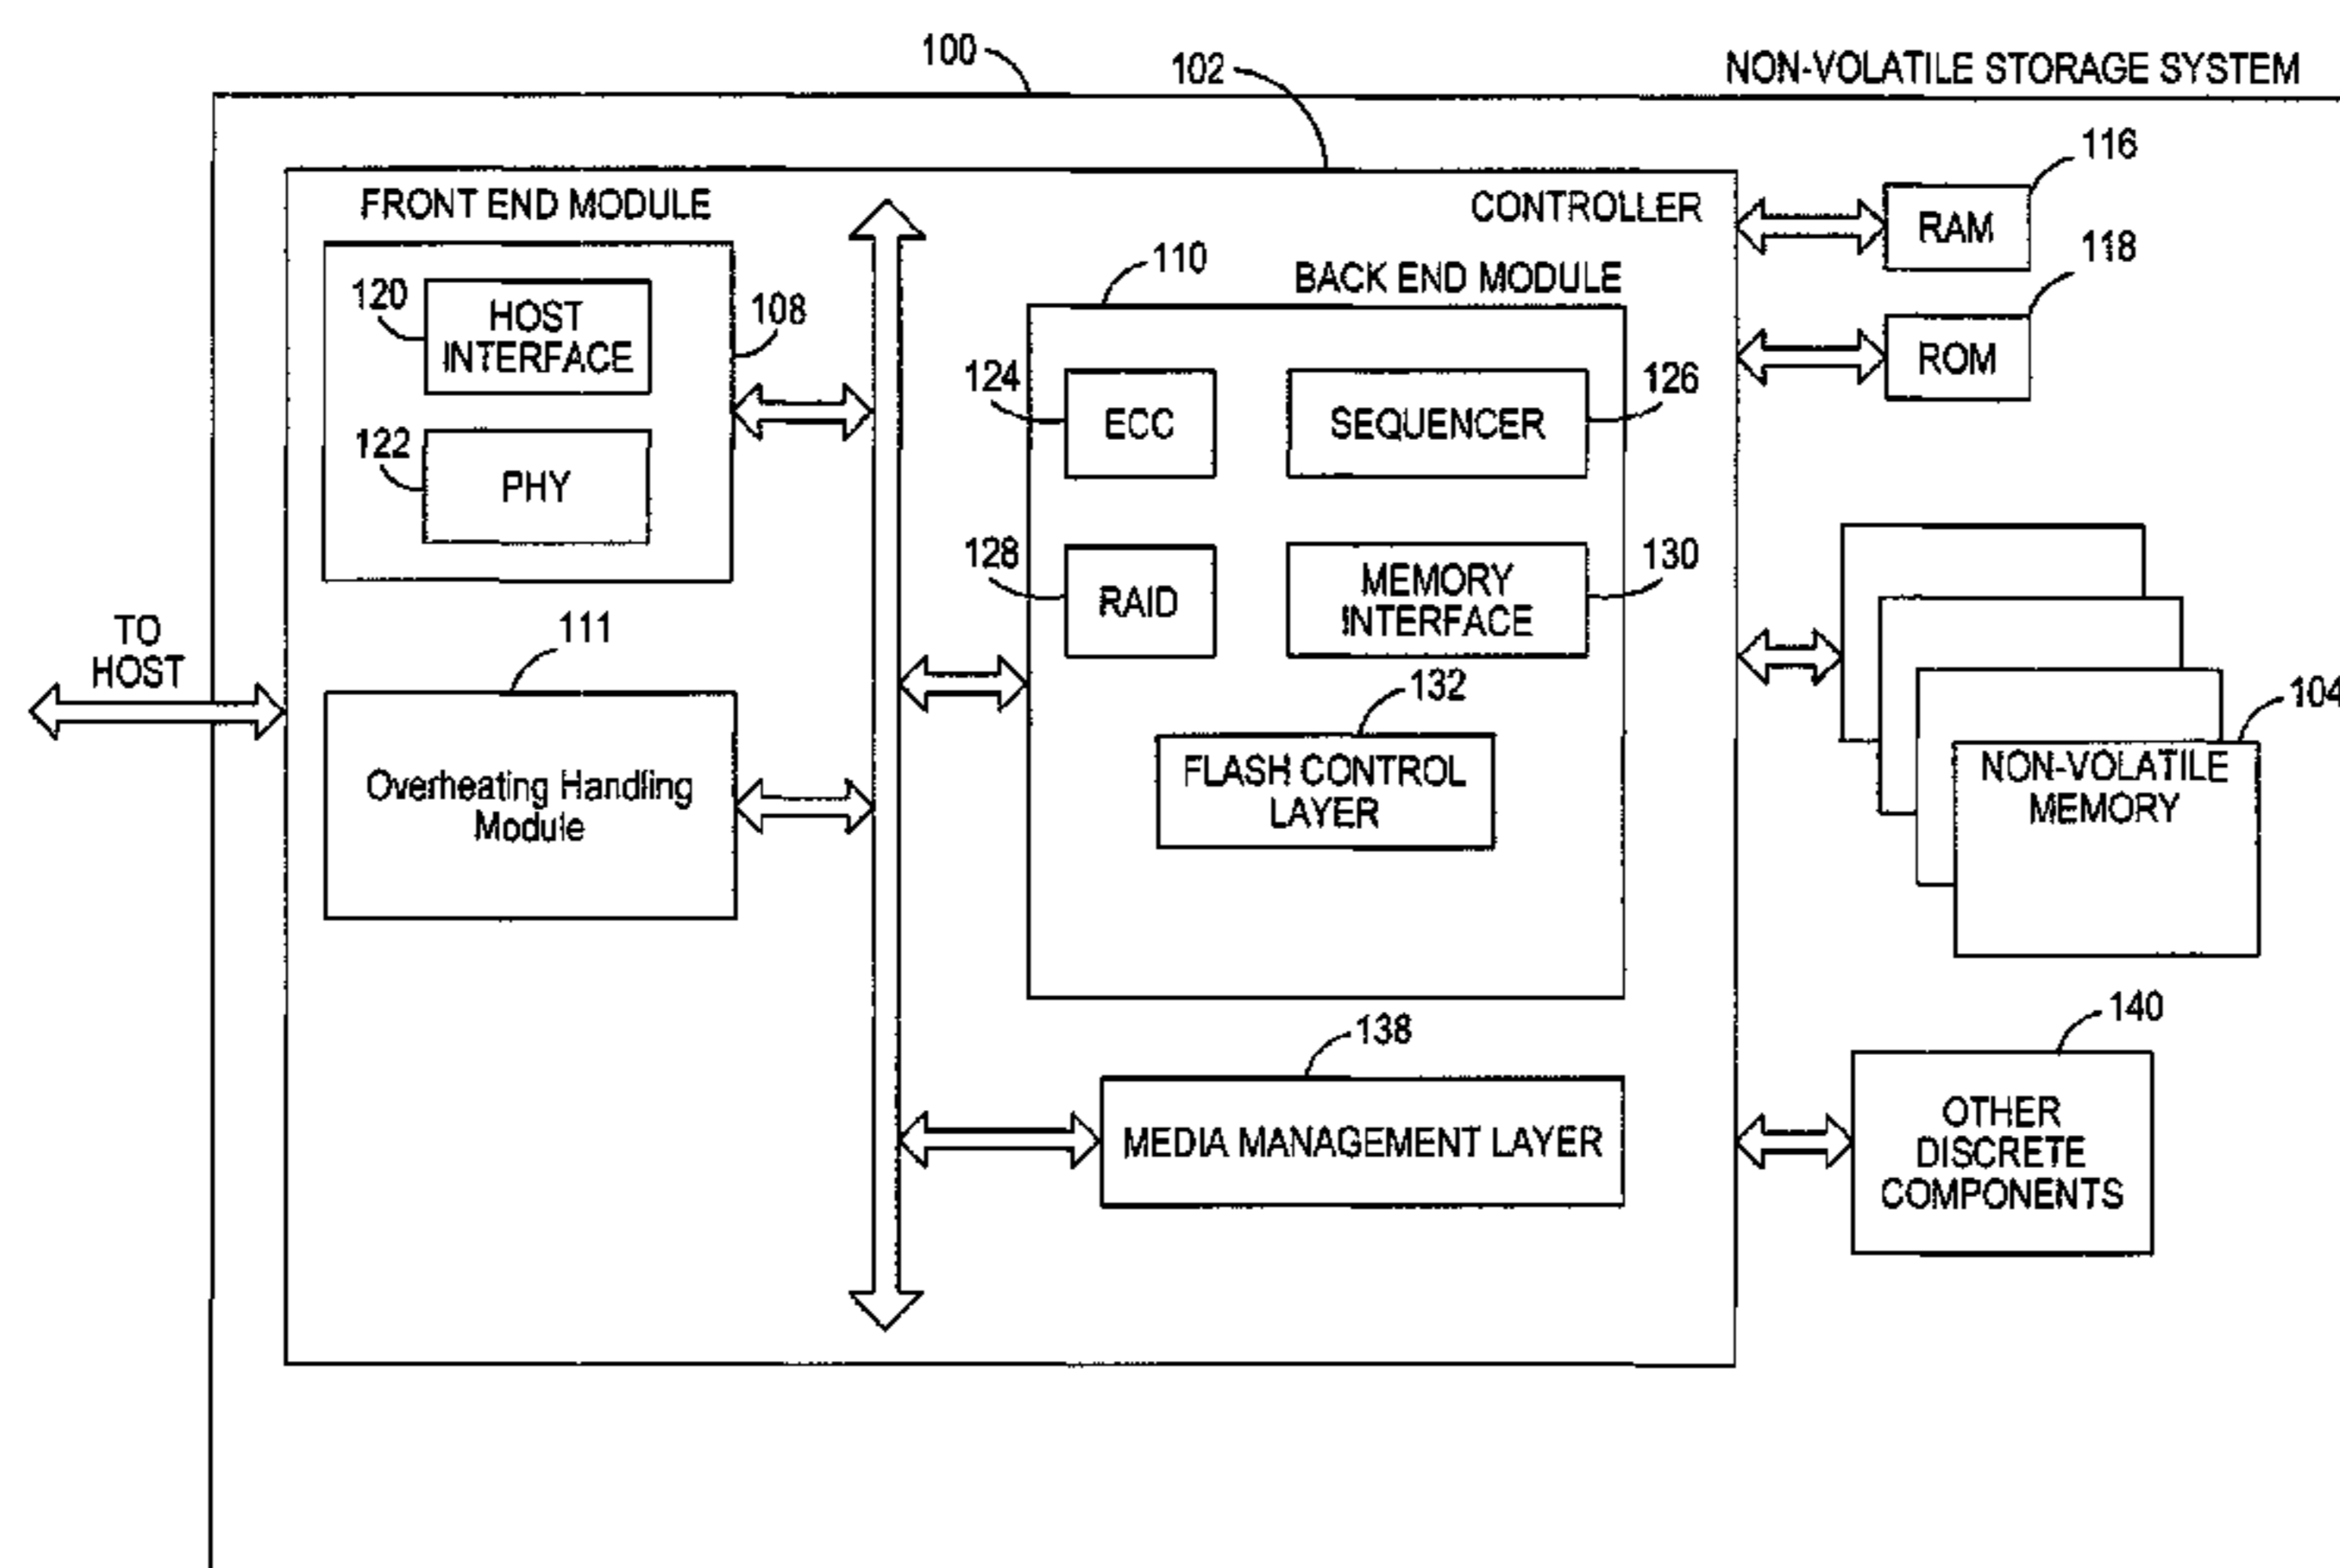 100
102
NON-VOLATILE STORAGE SYSTEM
116
FRONT END MODULE
CONTROLLER
RAM
110
BACK END MODULE
118
120
HOST
INTERFACE
108
ROM
124
ECC
SEQUENCER
126
122
PHY
128
RAID
MEMORY
INTERFACE
130
TO
HOST
111
132
104
Overheating Handling
Module
FLASH CONTROL
LAYER
NON-VOLATILE
MEMORY
138
140
MEDIA MANAGEMENT LAYER
OTHER
DISCRETE
COMPONENTS